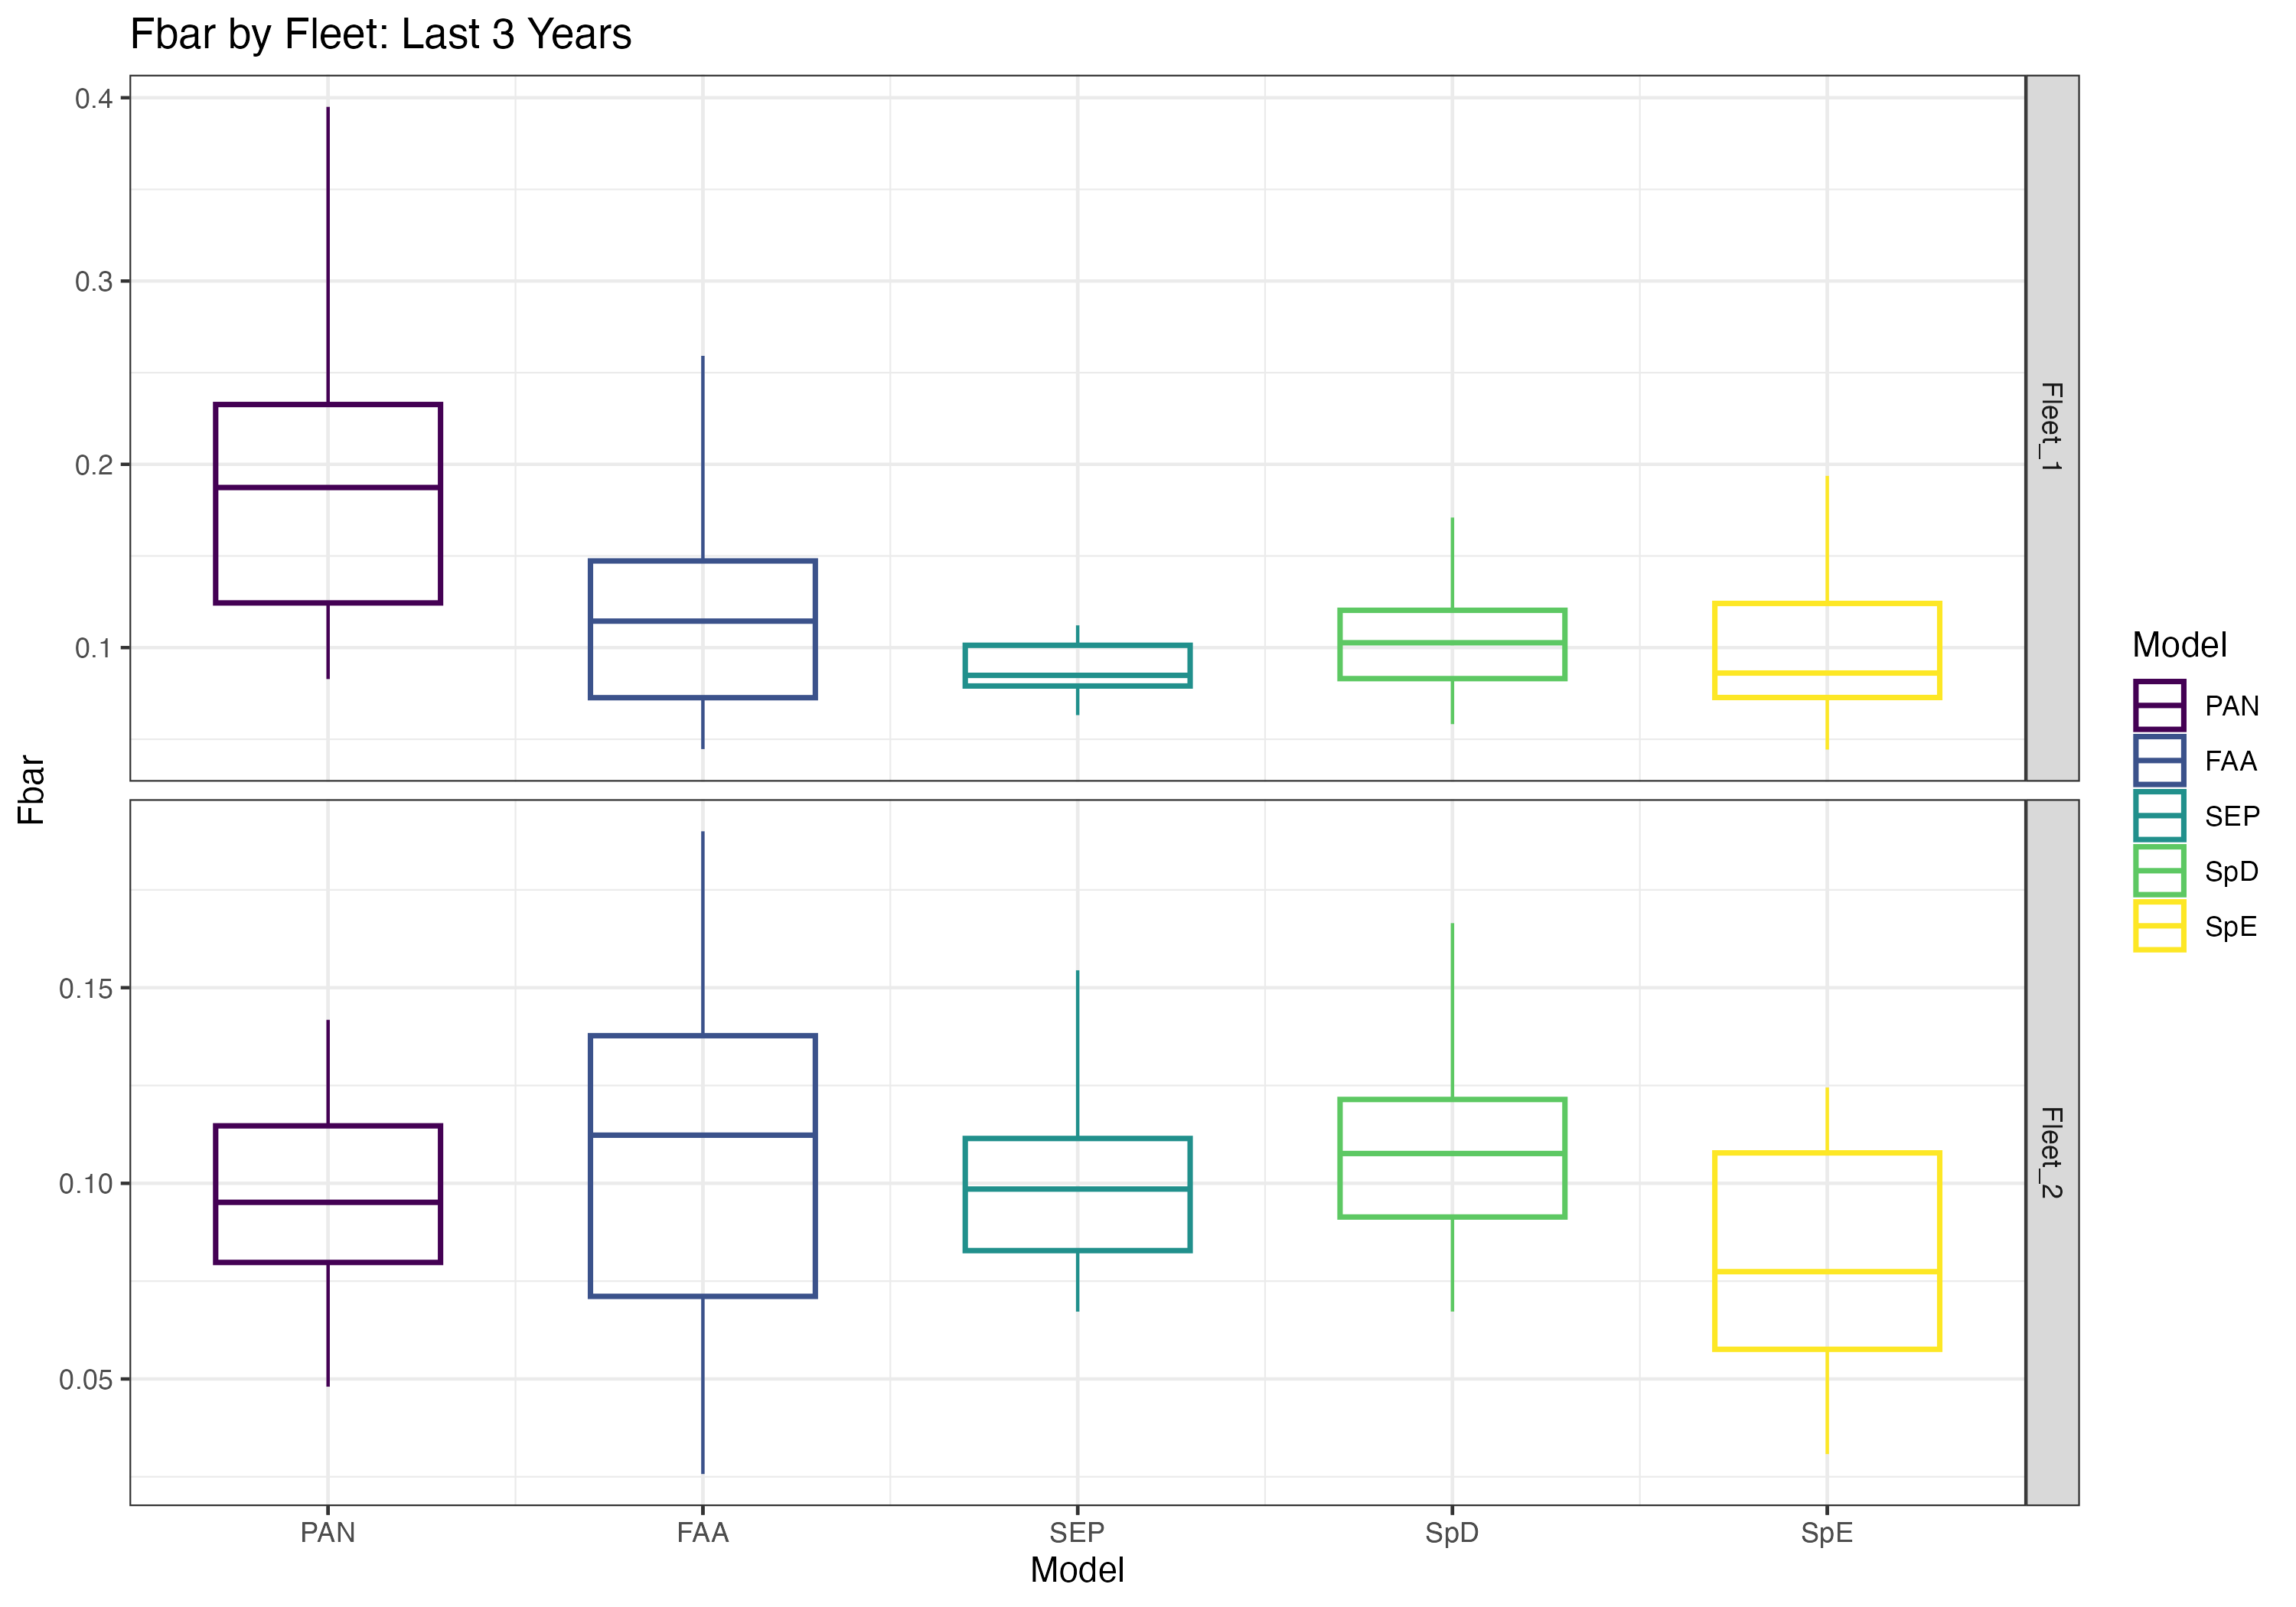 Fbar by Fleet: Last 3 Years
Fbar
0.4
0.3
0.2
0.1
Fleet_1
0.15
0.10
0.05
Fleet_2
PAN
FAA
SEP
SpD
SpE
Model
Model
PAN
FAA
SEP
SpD
SpE